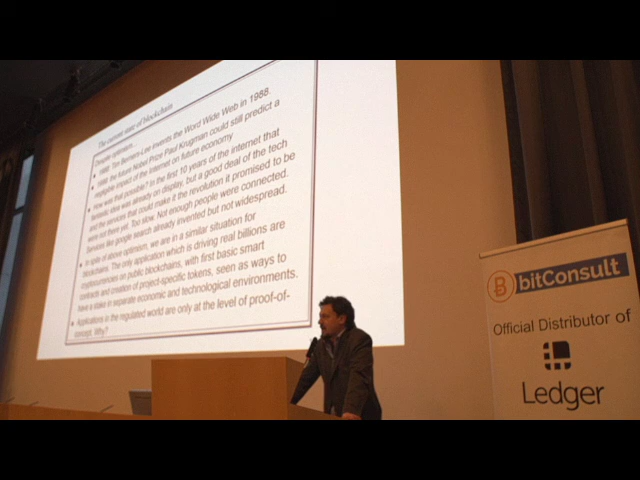 The current state of blockchain
Despite optimism...
1988: Tim Berners-Lee invents the Word Wide Web in 1988.
1998 the future Nobel Prize Paul Krugman could still predict a
negligible impact of the Internet on future economy
How was that possible? In the first 10 years of the internet that
fantastic idea was already on display, but a good deal of the tech
and the services that could make it the revolution it promised to be
were not there yet. Too slow. Not enough people were connected.
Services like google search already invented but not widespread.
In spite of above optimism, we are in a similar situation for
blockchains. The only application which is driving real billions are
cryptocurrencies on public blockchains, with first basic smart
contracts and creation of project-specific tokens, seen as ways to
have a stake in separate economic and technological environments.
Applications in the regulated world are only at the level of proof-of-
concept. Why?
bitConsult
Official Distributor of
Ledger